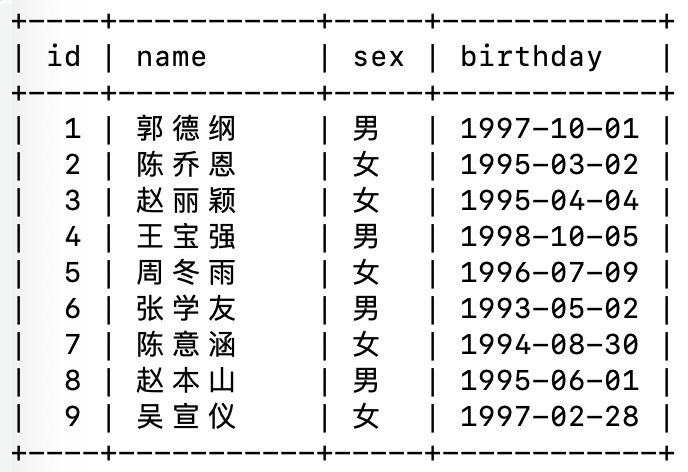 +----+-----------+-----+------------+
| id | name | sex | birthday |
+----+-----------+-----+------------+
| 1 | 郭德纲 | 男 | 1997-10-01 |
| 2 | 陈乔恩 | 女 | 1995-03-02 |
| 3 | 赵丽颖 | 女 | 1995-04-04 |
| 4 | 王宝强 | 男 | 1998-10-05 |
| 5 | 周冬雨 | 女 | 1996-07-09 |
| 6 | 张学友 | 男 | 1993-05-02 |
| 7 | 陈意涵 | 女 | 1994-08-30 |
| 8 | 赵本山 | 男 | 1995-06-01 |
| 9 | 吴宣仪 | 女 | 1997-02-28 |
+----+-----------+-----+------------+